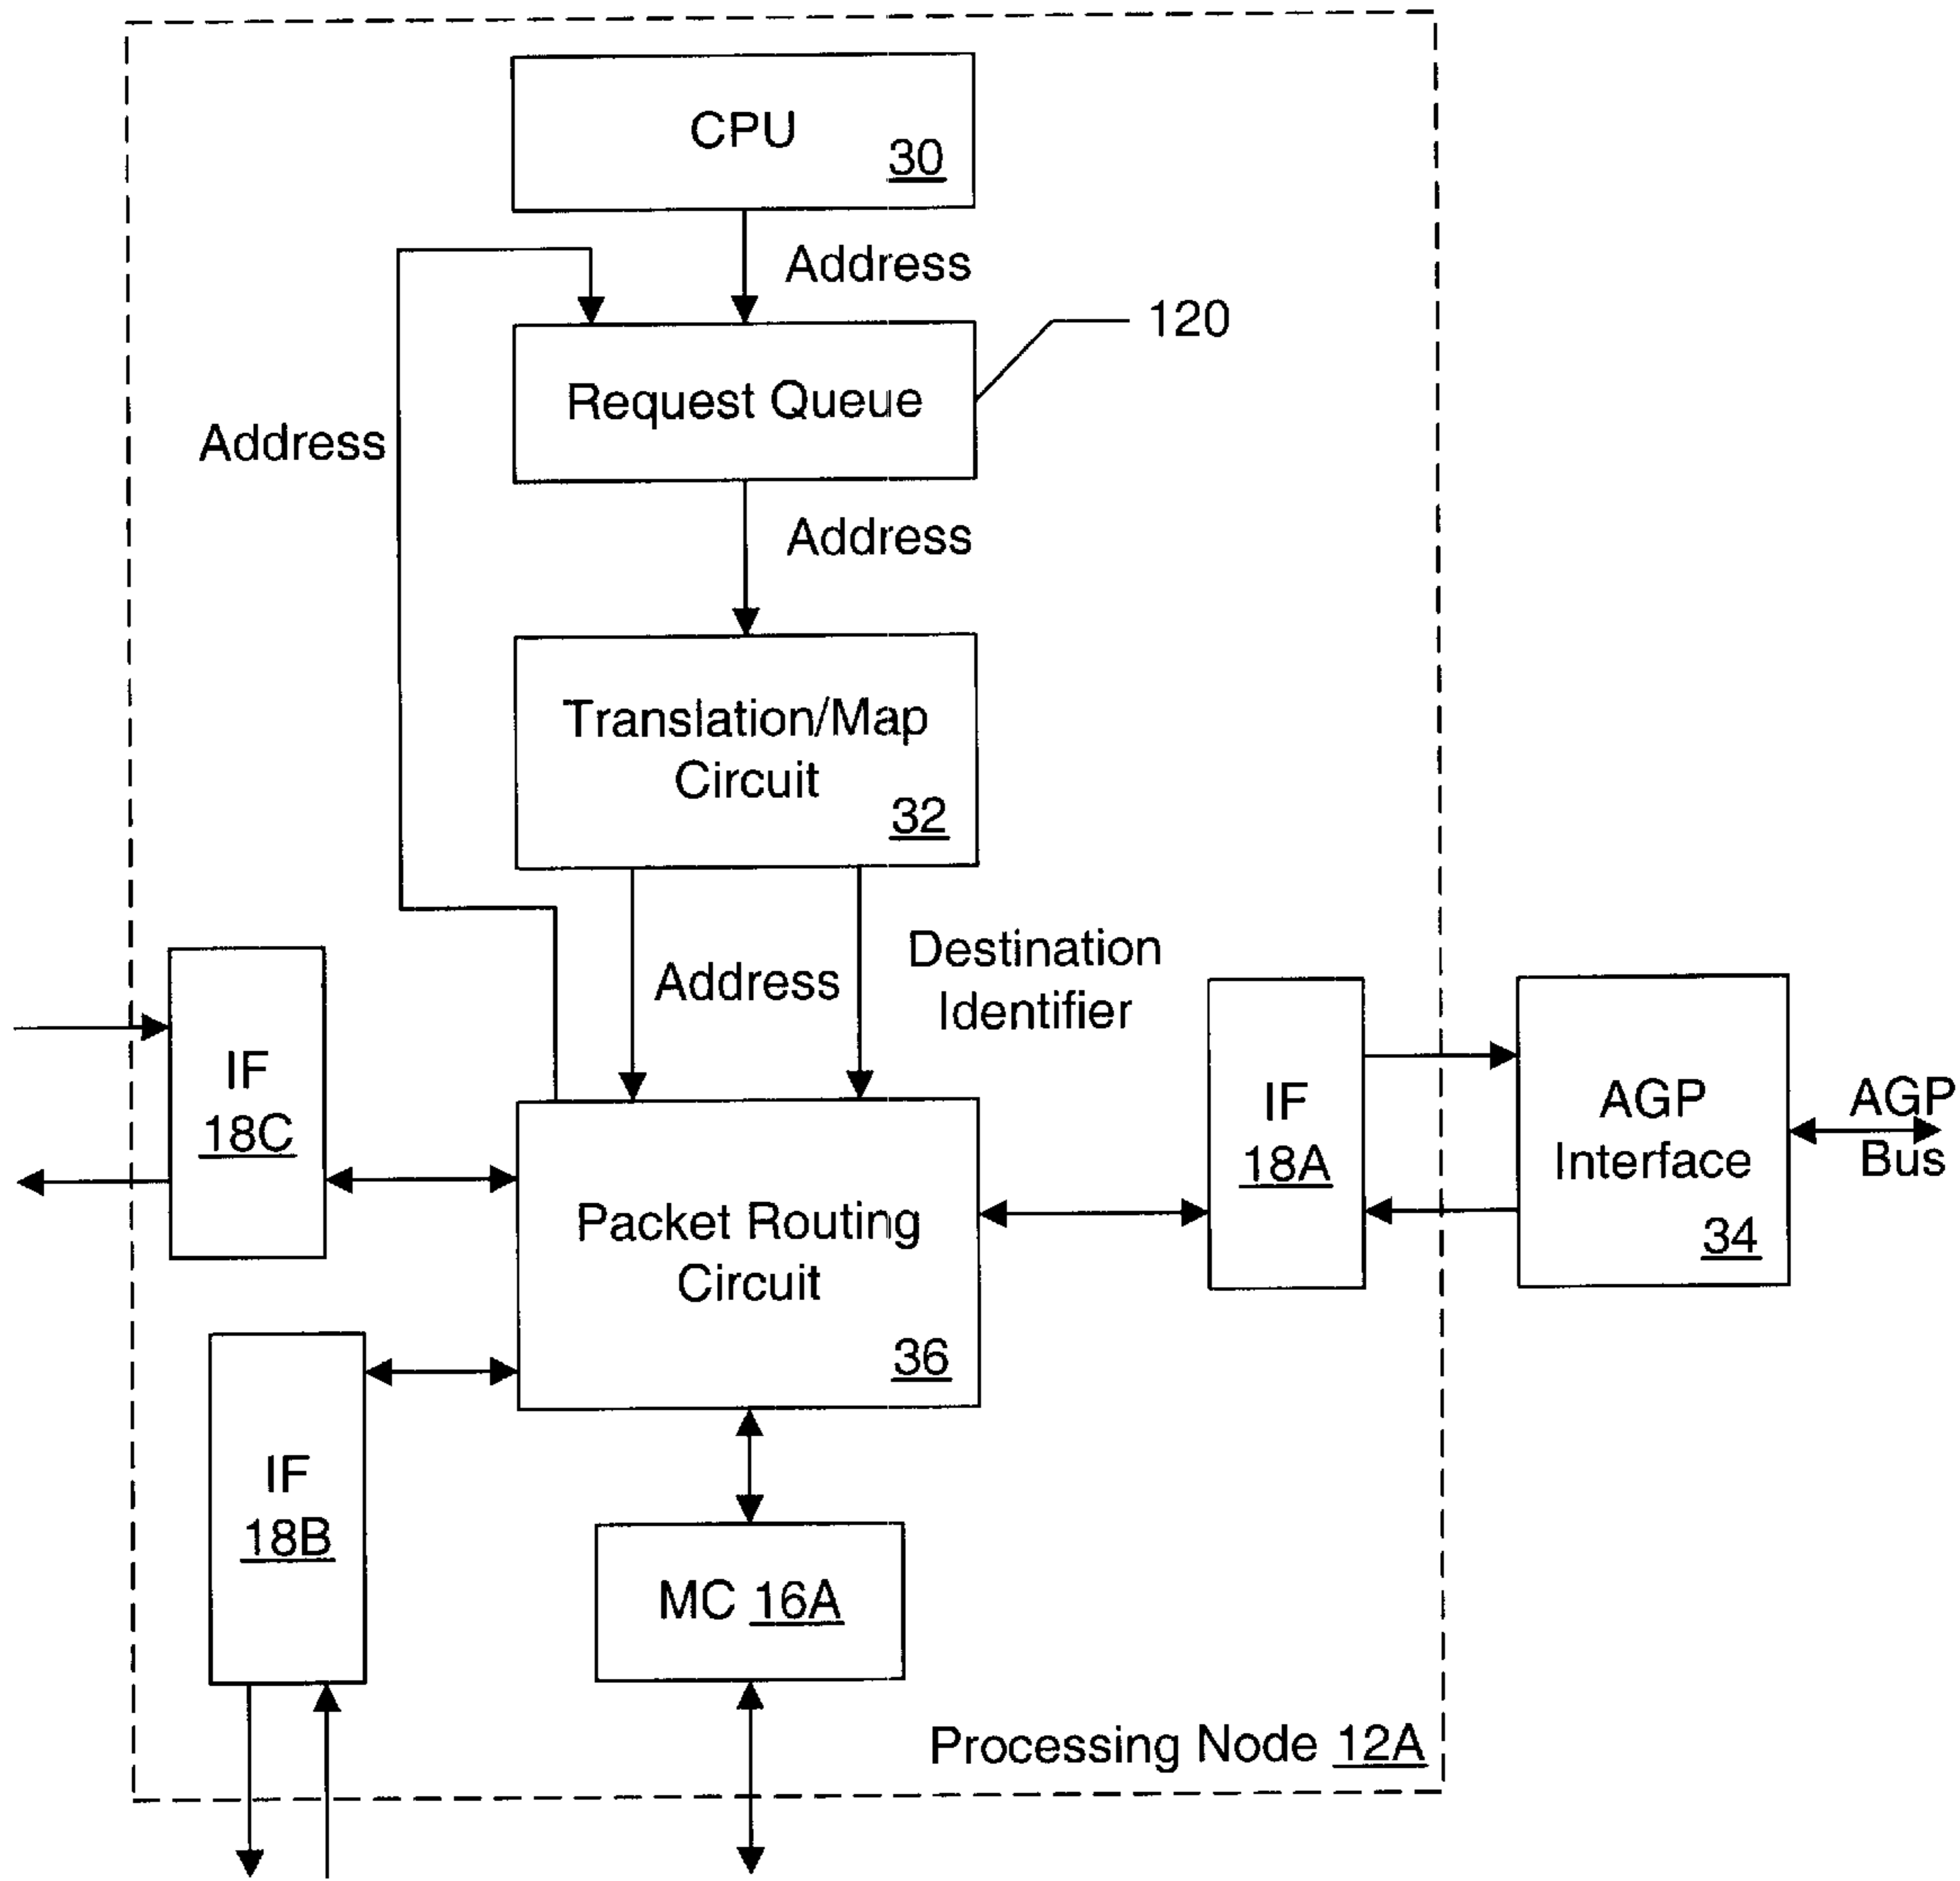 CPU
30
Address
120
Request Queue
Address
Address
Translation/Map
Circuit
32
Address
Destination
Identifier
IF
18C
IF
18A
AGP
Interface
34
AGP
Bus
Packet Routing
Circuit
36
IF
18B
MC 16A
Processing Node 12A